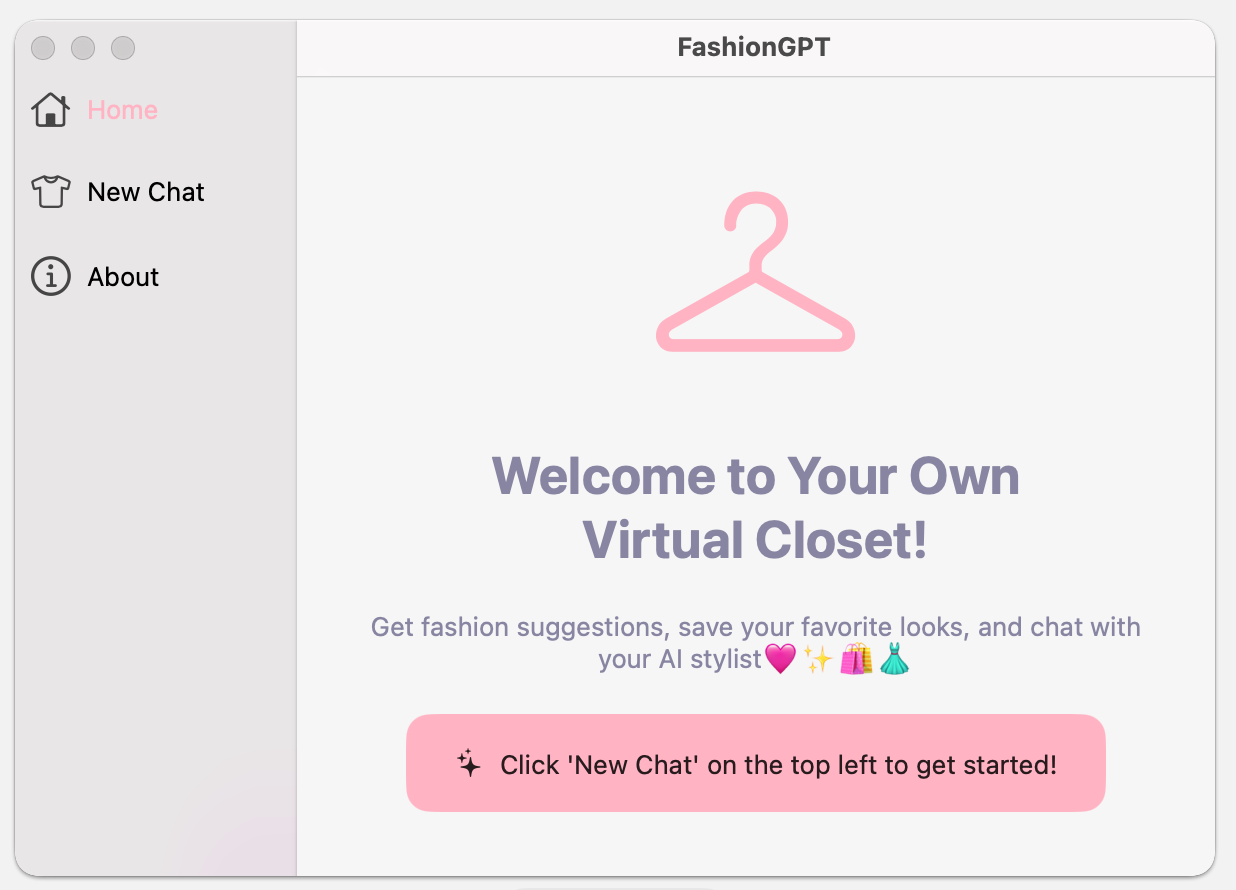 FashionGPT
Home
New Chat
About
Welcome to Your Own
Virtual Closet!
Get fashion suggestions, save your favorite looks, and chat with
your AI stylist🩷✨🛍️👗
Click 'New Chat' on the top left to get started!